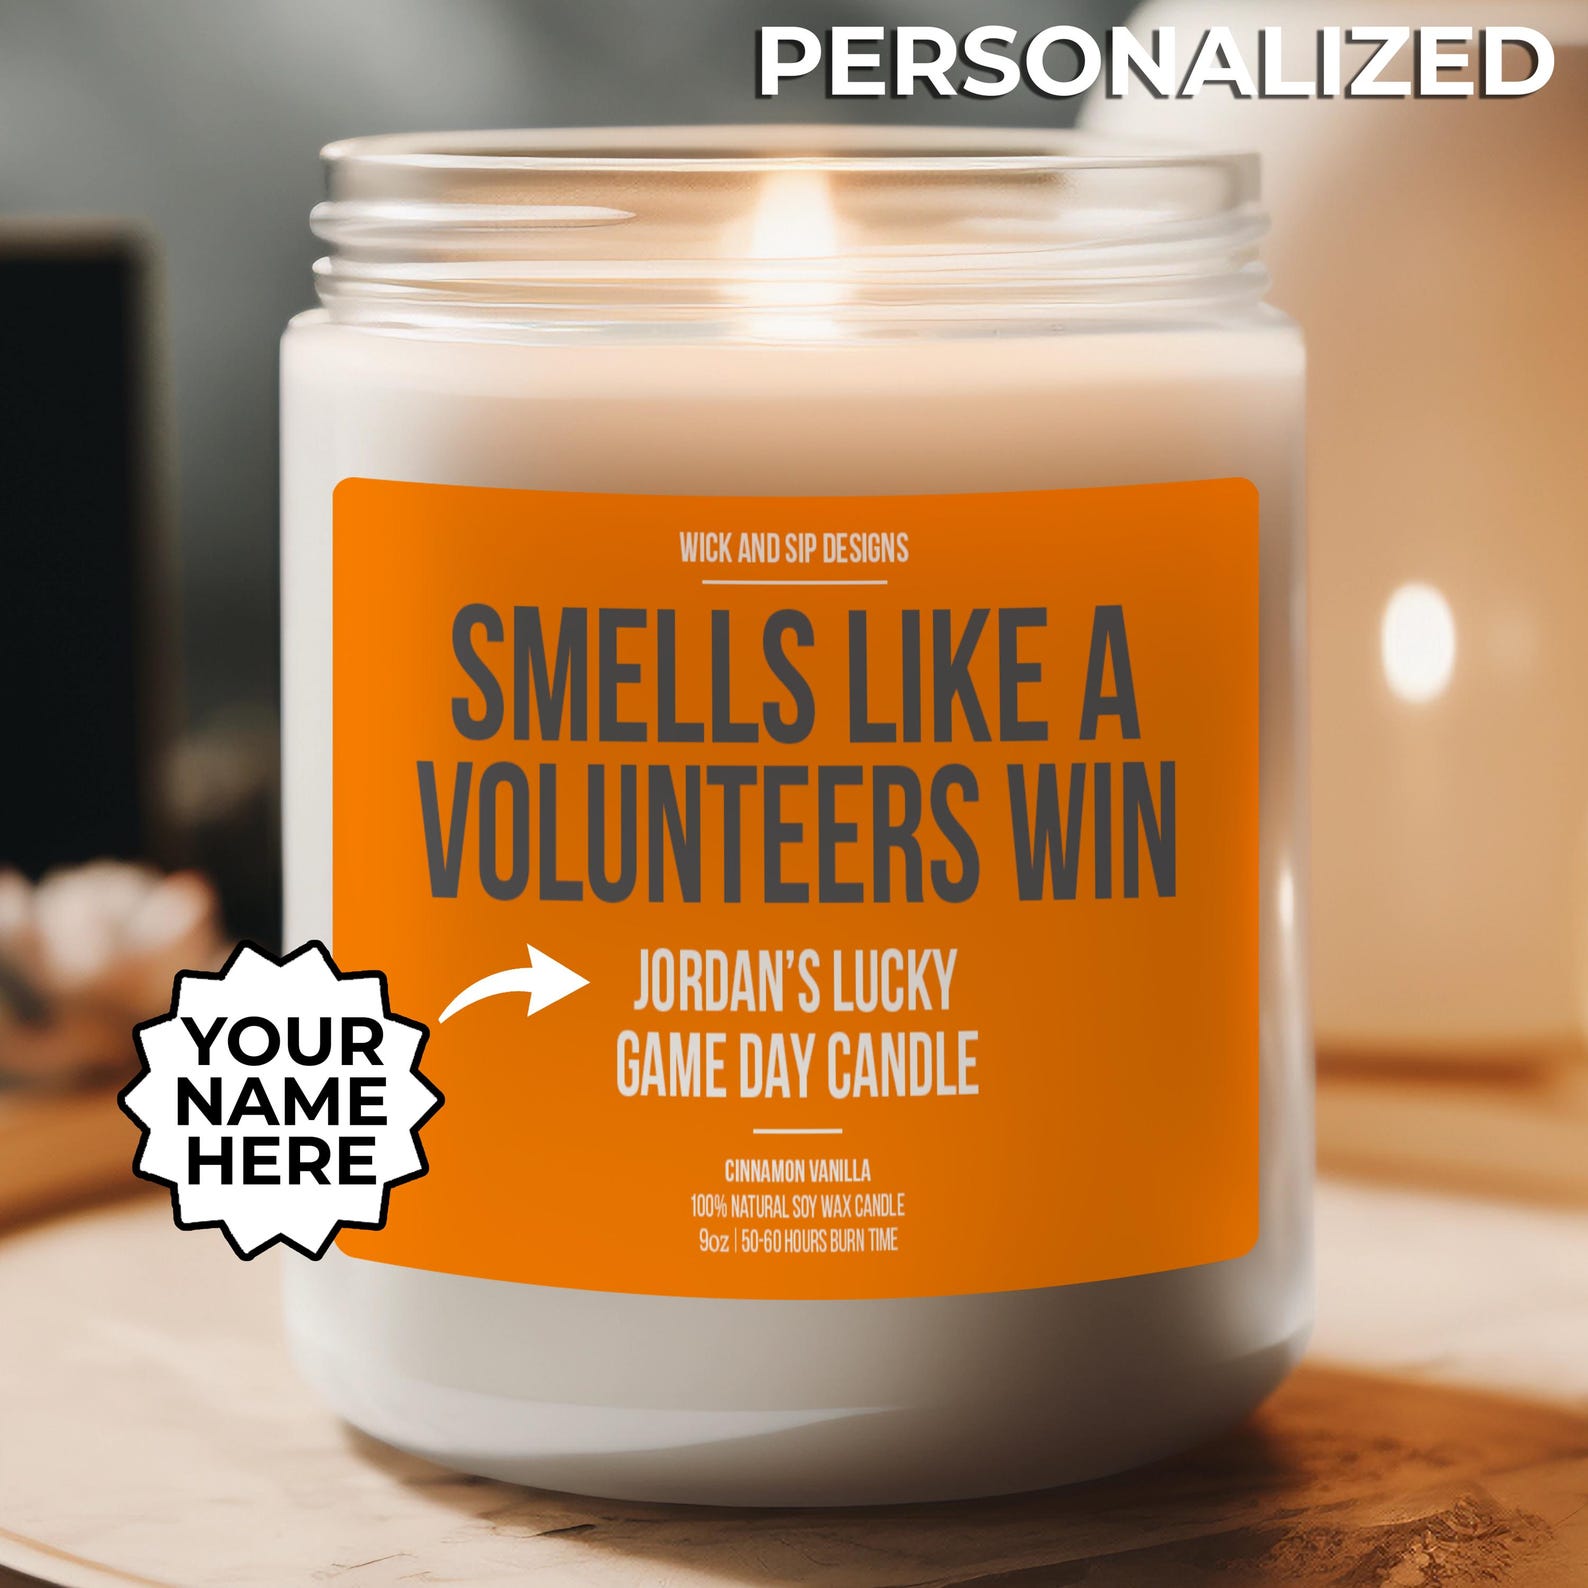 PERSONALIZED
WICK AND SIP DESIGNS
SMELLS LIKE A
VOLUNTEERS WIN
JORDAN'S LUCKY
GAME DAY CANDLE
YOUR
NAME
HERE
CINNAMON VANILLA
100% NATURAL SOY WAX CANDLE
9oz | 50-60 HOURS BURN TIME